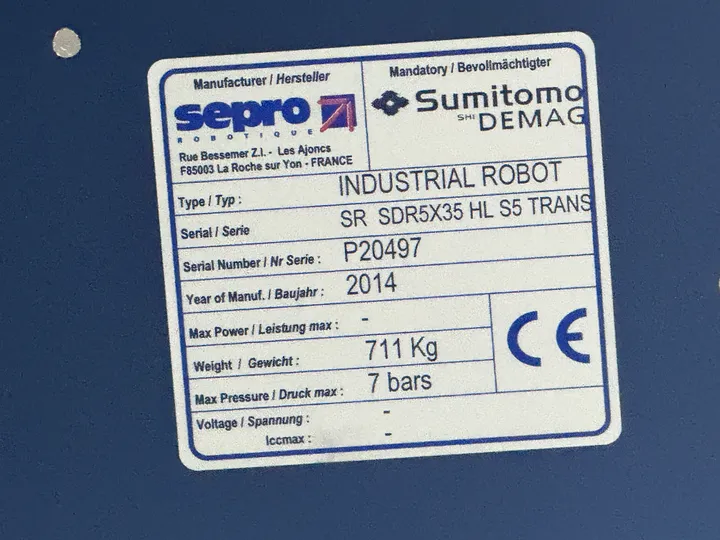 Manufacturer / Hersteller
sepro
ROBOTIQUE
Rue Bessemer Z.I. - Les Ajoncs
F85003 La Roche sur Yon - FRANCE
Mandatory / Bevollmächtigter
Sumitomo
SHI DEMAG
Type / Typ : INDUSTRIAL ROBOT
Serial / Serie SR SDR5X35 HL S5 TRANS
Serial Number / Nr Serie : P20497
Year of Manuf. / Baujahr : 2014
Max Power / Leistung max : -
Weight / Gewicht : 711 Kg
Max Pressure / Druck max : 7 bars
CE
Voltage / Spannung : -
Iccmax : -